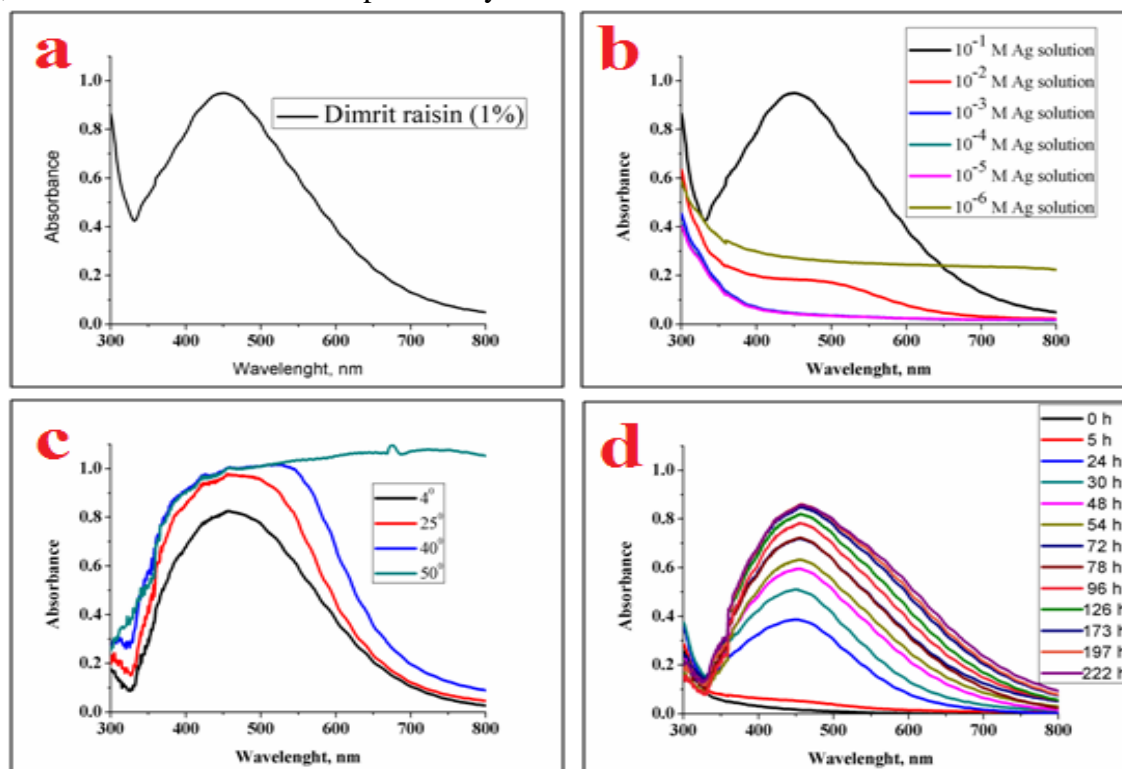 a
Absorbance
1.0
0.8
0.6
0.4
0.2
0.0
300 400 500 600 700 800
Wavelenght, nm
Dimrit raisin (1%)
b
Absorbance
1.0
0.8
0.6
0.4
0.2
0.0
300 400 500 600 700 800
Wavelenght, nm
10⁻¹ M Ag solution
10⁻² M Ag solution
10⁻³ M Ag solution
10⁻⁴ M Ag solution
10⁻⁵ M Ag solution
10⁻⁶ M Ag solution
c
Absorbance
1.0
0.8
0.6
0.4
0.2
0.0
300 400 500 600 700 800
Wavelenght, nm
4°
25°
40°
50°
d
Absorbance
1.0
0.8
0.6
0.4
0.2
0.0
300 400 500 600 700 800
Wavelenght, nm
0 h
5 h
24 h
30 h
48 h
54 h
72 h
78 h
96 h
126 h
173 h
197 h
222 h